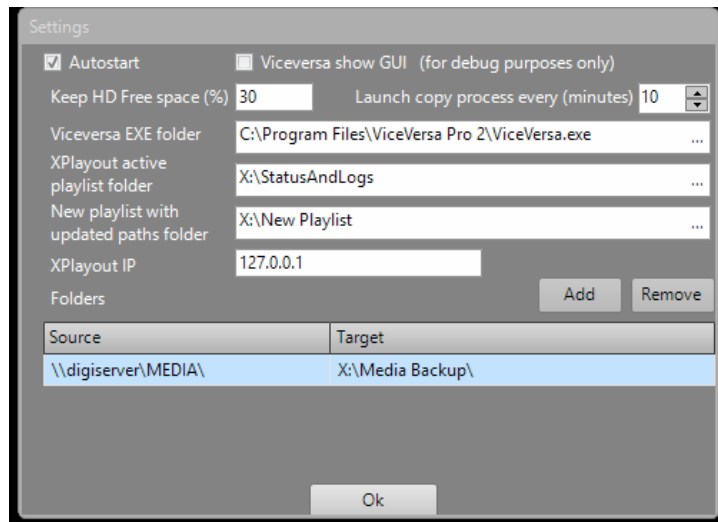 Settings
Autostart
Viceversa show GUI (for debug purposes only)
Keep HD Free space (%) 30
Launch copy process every (minutes) 10
Viceversa EXE folder
C:\Program Files\ViceVersa Pro 2\ViceVersa.exe ...
XPlayout active
playlist folder
X:\StatusAndLogs ...
New playlist with
updated paths folder
X:\New Playlist ...
XPlayout IP
127.0.0.1
Folders
Add
Remove
Source
Target
\\digiserver\MEDIA\
X:\Media Backup\
Ok